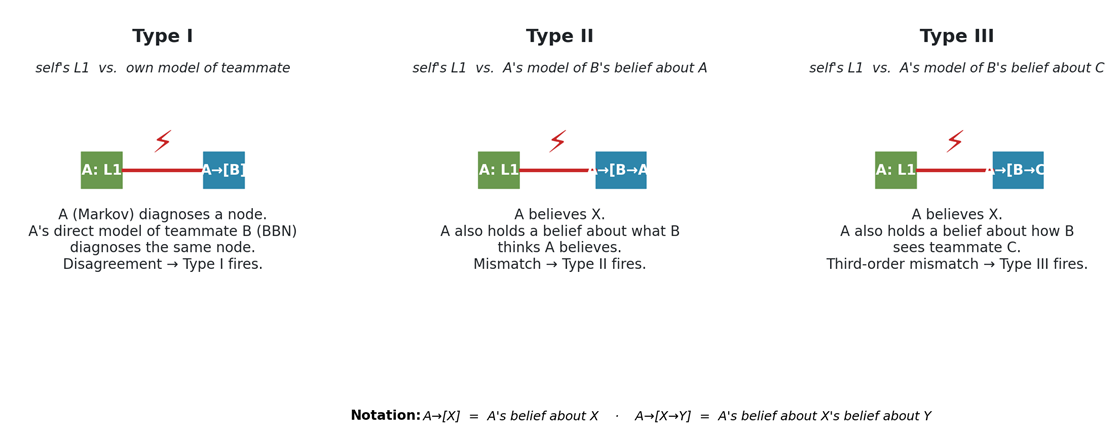 Type I
self's L1 vs. own model of teammate
A: L1
A→[B]
A (Markov) diagnoses a node.
A's direct model of teammate B (BBN)
diagnoses the same node.
Disagreement → Type I fires.
Type II
self's L1 vs. A's model of B's belief about A
A: L1
A→[B→A
A believes X.
A also holds a belief about what B
thinks A believes.
Mismatch → Type II fires.
Type III
self's L1 vs. A's model of B's belief about C
A: L1
A→[B→C
A believes X.
A also holds a belief about how B
sees teammate C.
Third-order mismatch → Type III fires.
Notation: A→[X] = A's belief about X · A→[X→Y] = A's belief about X's belief about Y